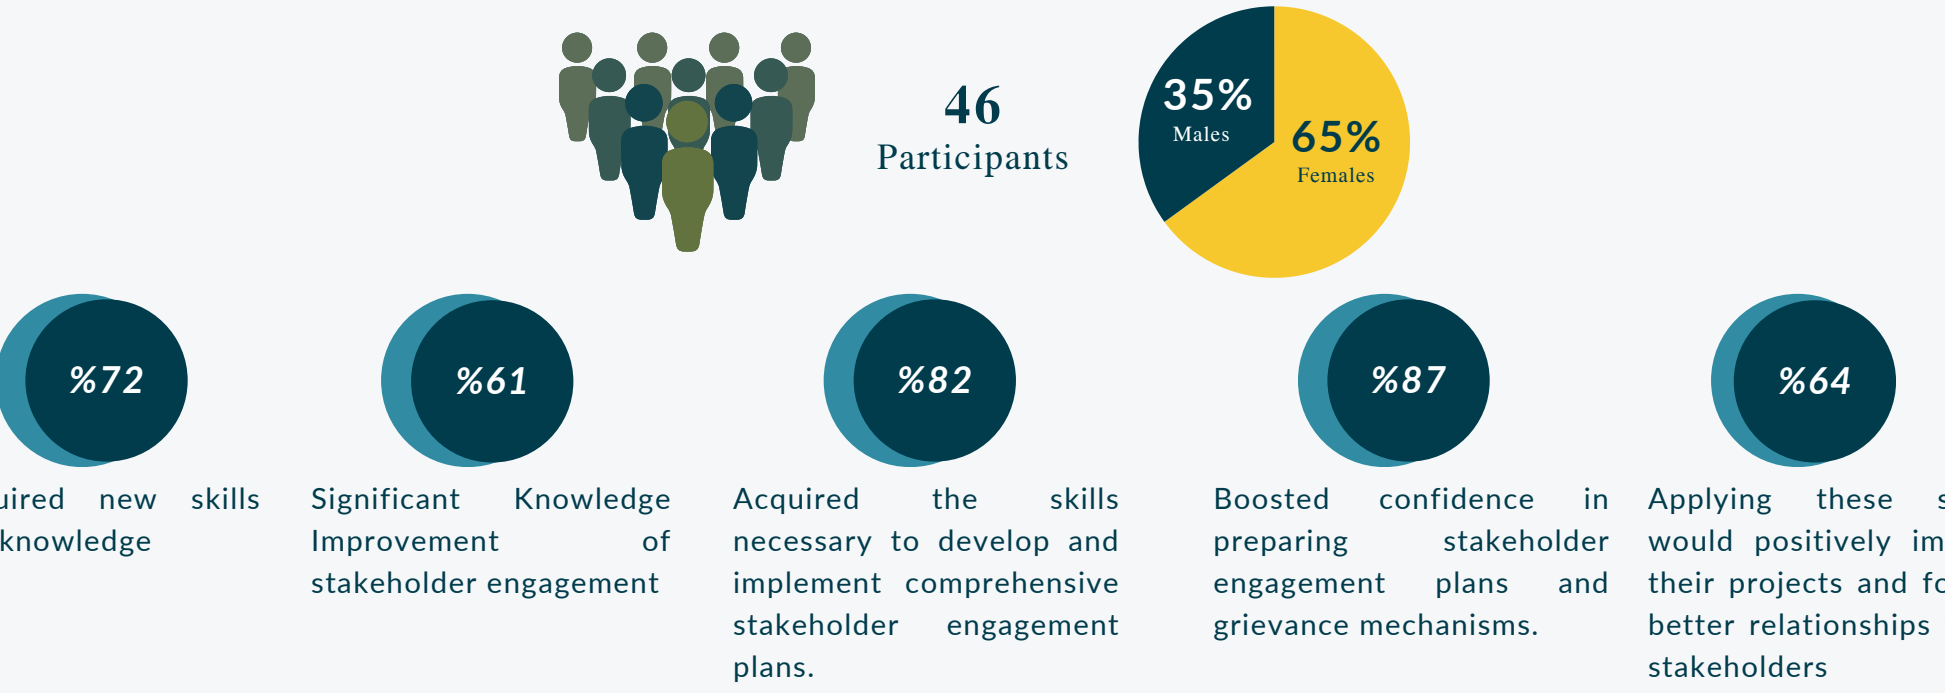 46
Participants
35%
Males
65%
Females
%72
new skills
knowledge
%61
Significant Knowledge
Improvement of
stakeholder engagement
%82
Acquired the skills
necessary to develop and
implement comprehensive
stakeholder engagement
plans.
%87
Boosted confidence in
preparing stakeholder
engagement plans and
grievance mechanisms.
%64
Applying these
would positively
their projects and
better relationships
stakeholders